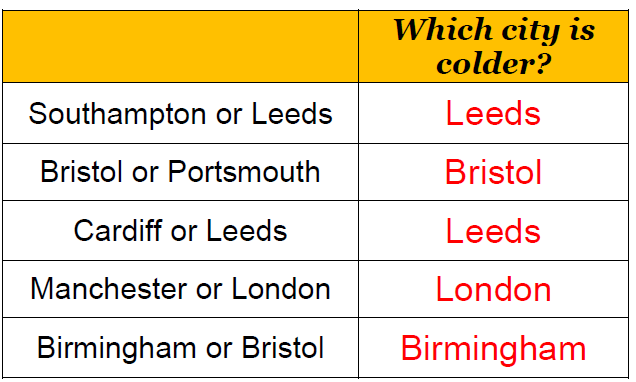 Which city is
colder?
Southampton or Leeds Leeds
Bristol or Portsmouth Bristol
Cardiff or Leeds Leeds
Manchester or London London
Birmingham or Bristol Birmingham